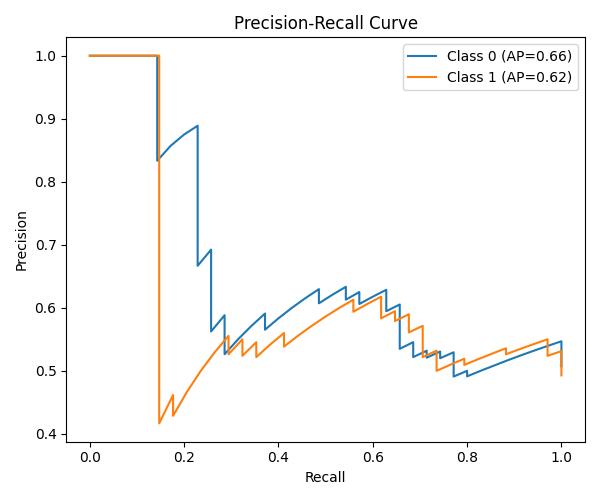 Precision-Recall Curve
Class 0 (AP=0.66)
Class 1 (AP=0.62)
1.0
0.9
0.8
0.7
0.6
0.5
0.4
Precision
0.0 0.2 0.4 0.6 0.8 1.0
Recall